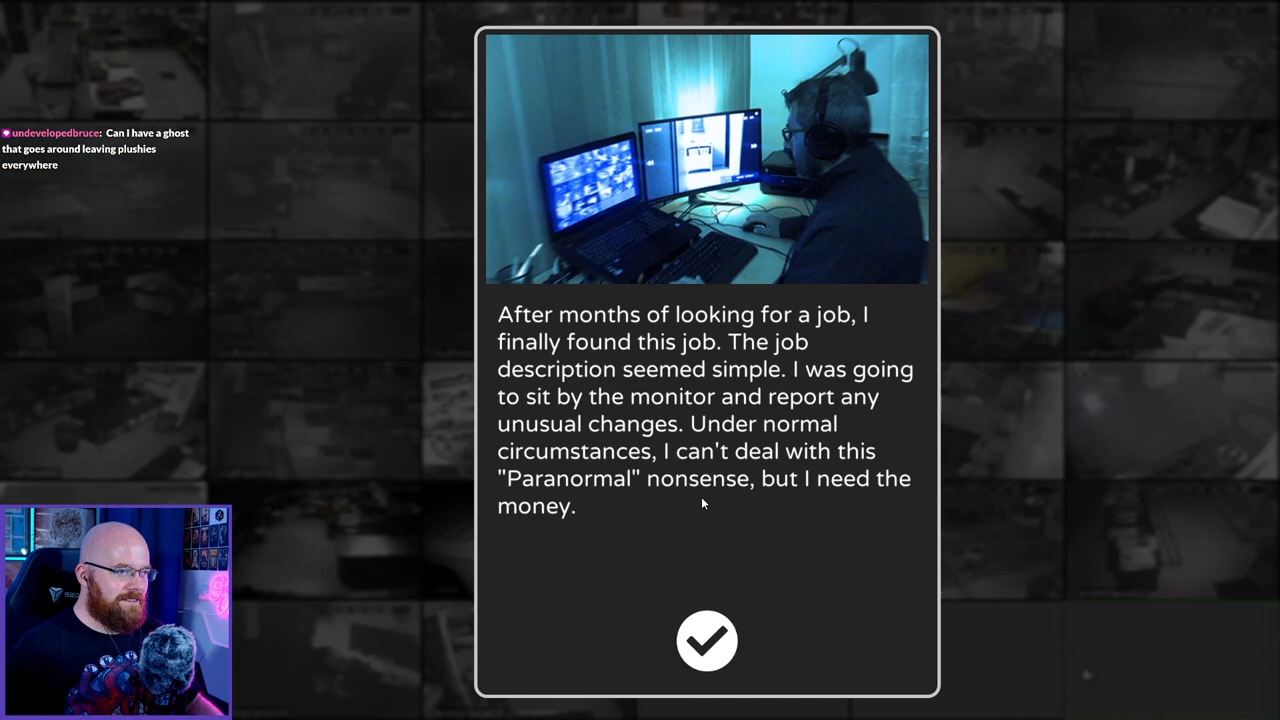 undevelopedbruce: Can I have a ghost
that goes around leaving plushies
everywhere
After months of looking for a job, I
finally found this job. The job
description seemed simple. I was going
to sit by the monitor and report any
unusual changes. Under normal
circumstances, I can't deal with this
"Paranormal" nonsense, but I need the
money.